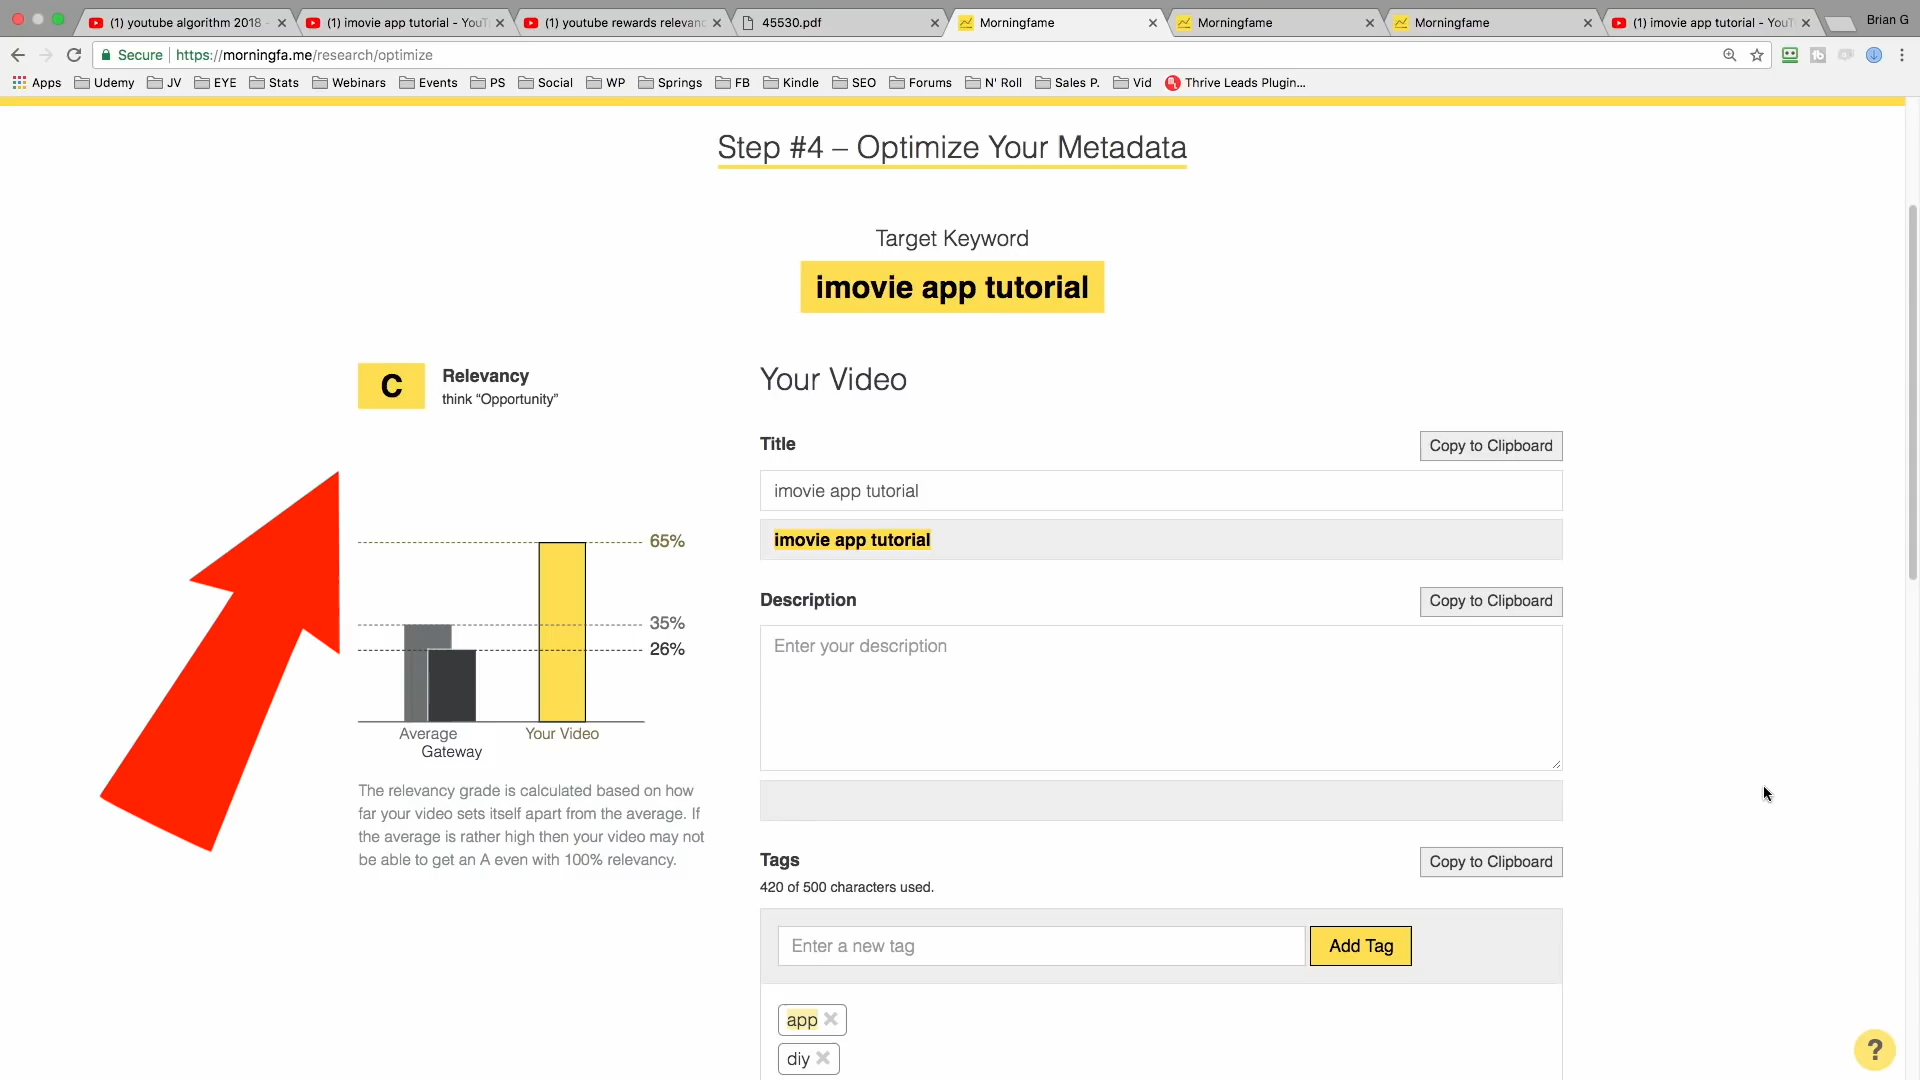 (1) youtube algorithm 2018 -
(1) imovie app tutorial - YouT
(1) youtube rewards relevanc
45530.pdf
Morningfame
Morningfame
Morningfame
(1) imovie app tutorial - YouT
Brian G
Secure
https://morningfa.me/research/optimize
Apps
Udemy
JV
EYE
Stats
Webinars
Events
PS
Social
WP
Springs
FB
Kindle
SEO
Forums
N' Roll
Sales P.
Vid
Thrive Leads Plugin...
Step #4 – Optimize Your Metadata
Target Keyword
imovie app tutorial
C
Relevancy
think “Opportunity”
65%
35%
26%
Average
Gateway
Your Video
The relevancy grade is calculated based on how
far your video sets itself apart from the average. If
the average is rather high then your video may not
be able to get an A even with 100% relevancy.
Your Video
Title
Copy to Clipboard
imovie app tutorial
imovie app tutorial
Description
Copy to Clipboard
Enter your description
Tags
Copy to Clipboard
420 of 500 characters used.
Enter a new tag
Add Tag
app
diy
?